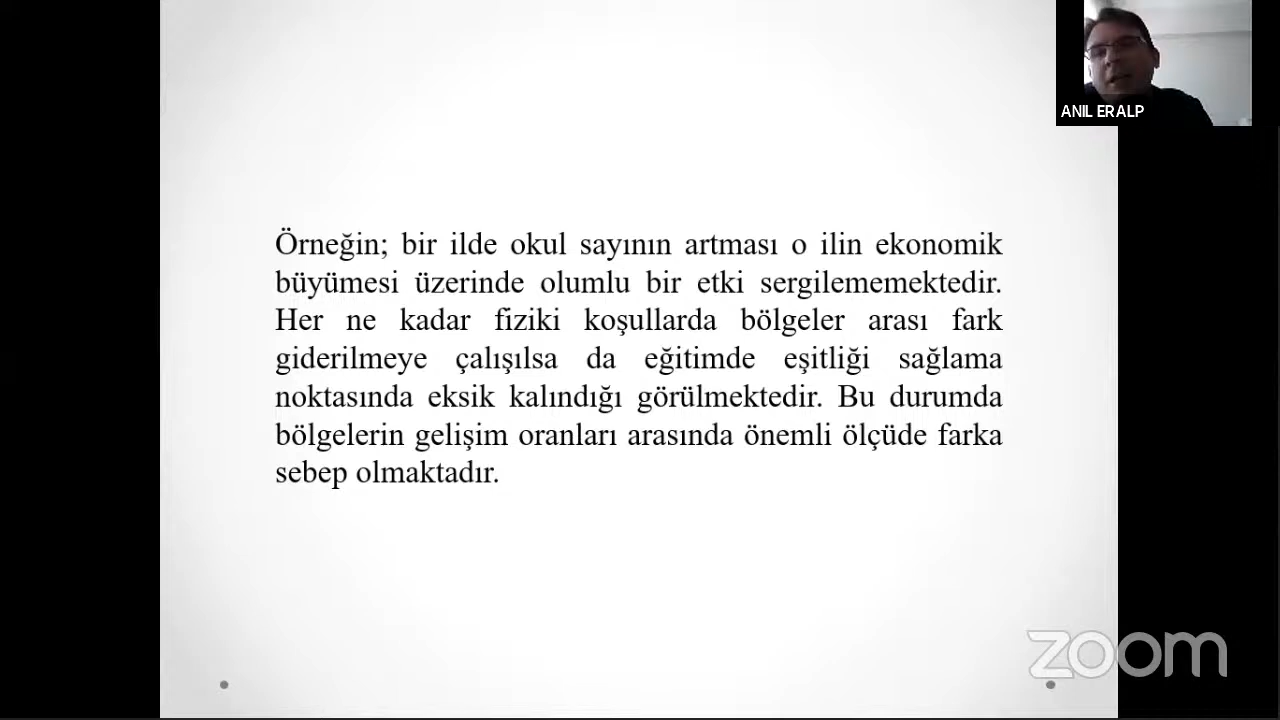 ANIL ERALP
Örneğin; bir ilde okul sayının artması o ilin ekonomik
büyümesi üzerinde olumlu bir etki sergilememektedir.
Her ne kadar fiziki koşullarda bölgeler arası fark
giderilmeye çalışılsa da eğitimde eşitliği sağlama
noktasında eksik kalındığı görülmektedir. Bu durumda
bölgelerin gelişim oranları arasında önemli ölçüde farka
sebep olmaktadır.
zoom